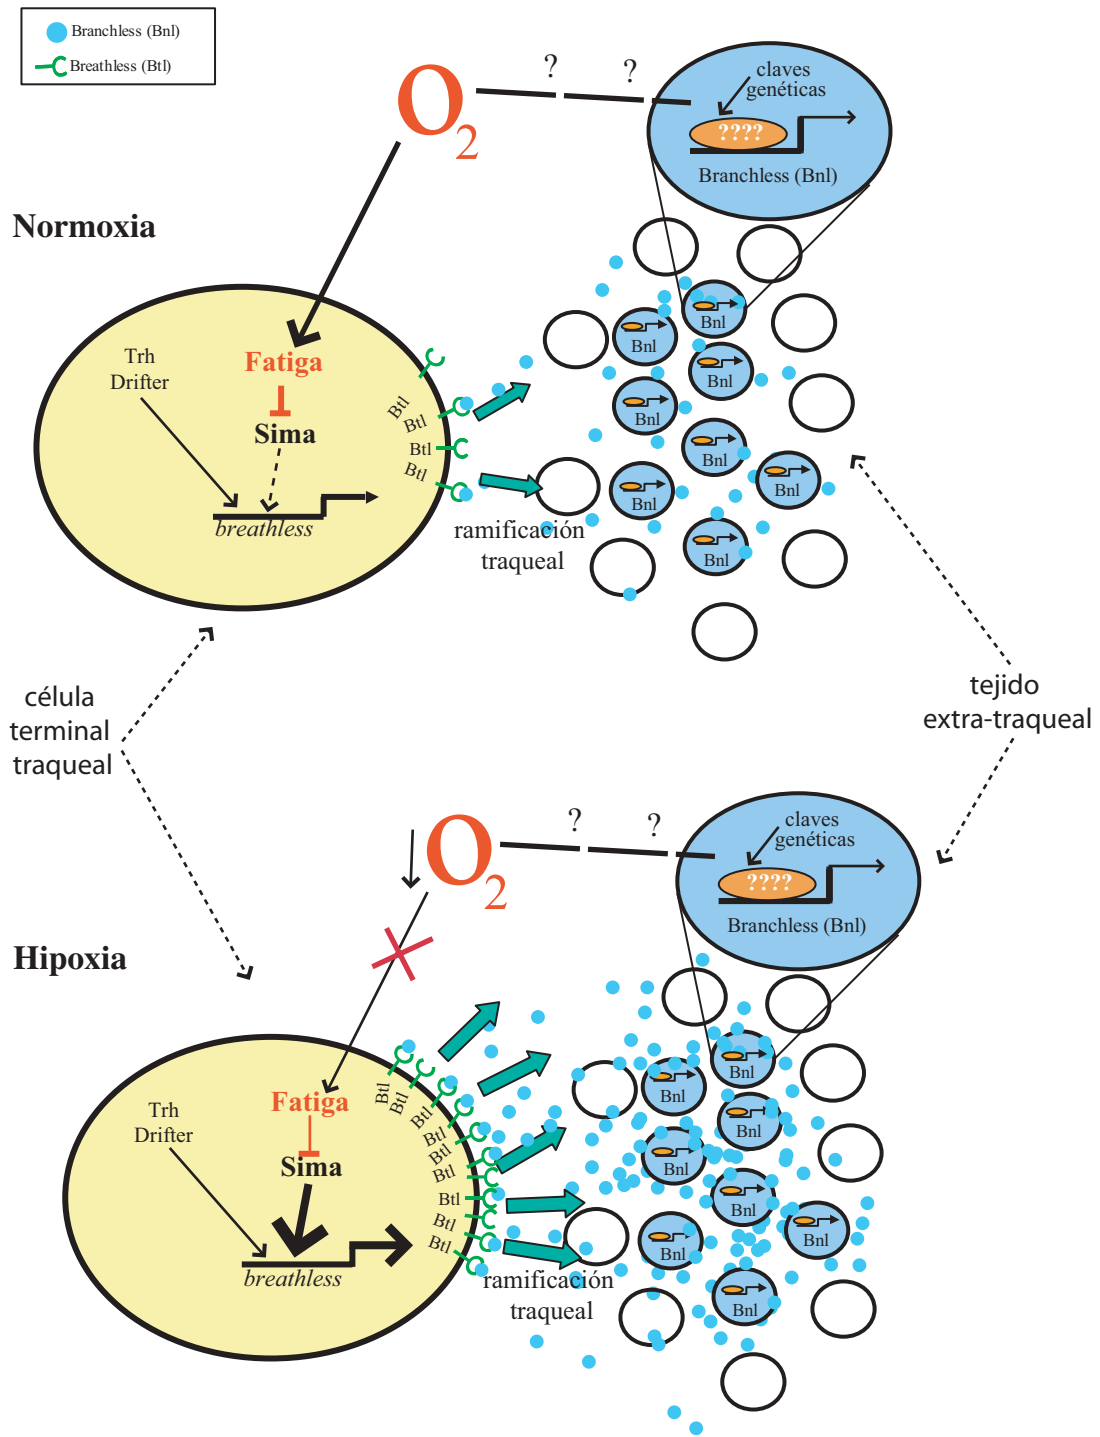 Branchless (Bnl)
Breathless (Btl)
O2
?
?
claves
genéticas
????
Branchless (Bnl)
Normoxia
Trh
Drifter
Fatiga
Sima
breathless
Btl
Btl
Btl
Btl
ramificación
traqueal
Bnl
Bnl
Bnl
Bnl
Bnl
Bnl
Bnl
Bnl
célula
terminal
traqueal
tejido
extra-traqueal
O2
?
?
claves
genéticas
????
Branchless (Bnl)
Hipoxia
Trh
Drifter
Fatiga
Sima
breathless
Btl
Btl
Btl
Btl
Btl
Btl
Btl
Btl
Btl
ramificación
traqueal
Bnl
Bnl
Bnl
Bnl
Bnl
Bnl
Bnl
Bnl